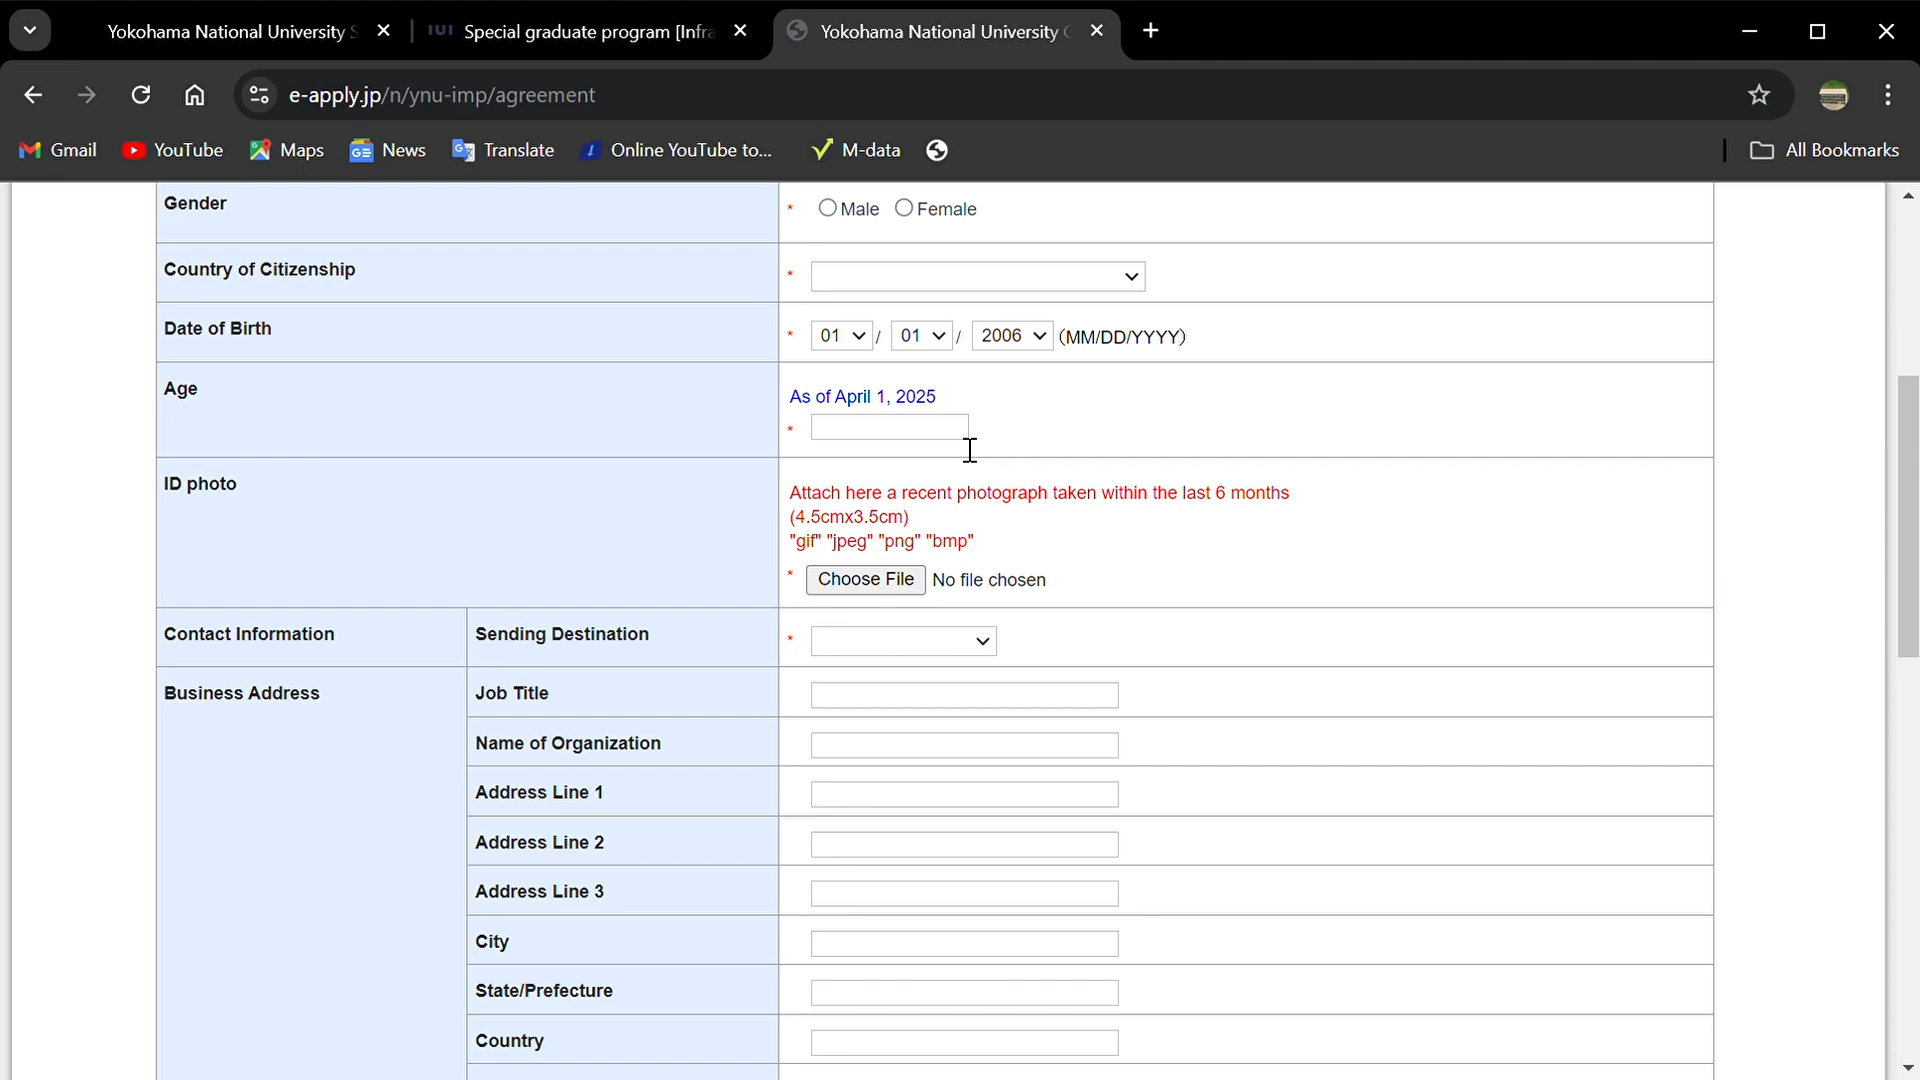 Yokohama National University S
Special graduate program [Infra
Yokohama National University G
e-apply.jp/n/ynu-imp/agreement
Gmail YouTube Maps News Translate Online YouTube to... M-data All Bookmarks
Gender * Male Female
Country of Citizenship *
Date of Birth * 01 / 01 / 2006 (MM/DD/YYYY)
Age As of April 1, 2025
*
ID photo Attach here a recent photograph taken within the last 6 months
(4.5cmx3.5cm)
"gif" "jpeg" "png" "bmp"
* Choose File No file chosen
Contact Information Sending Destination *
Business Address Job Title
Name of Organization
Address Line 1
Address Line 2
Address Line 3
City
State/Prefecture
Country